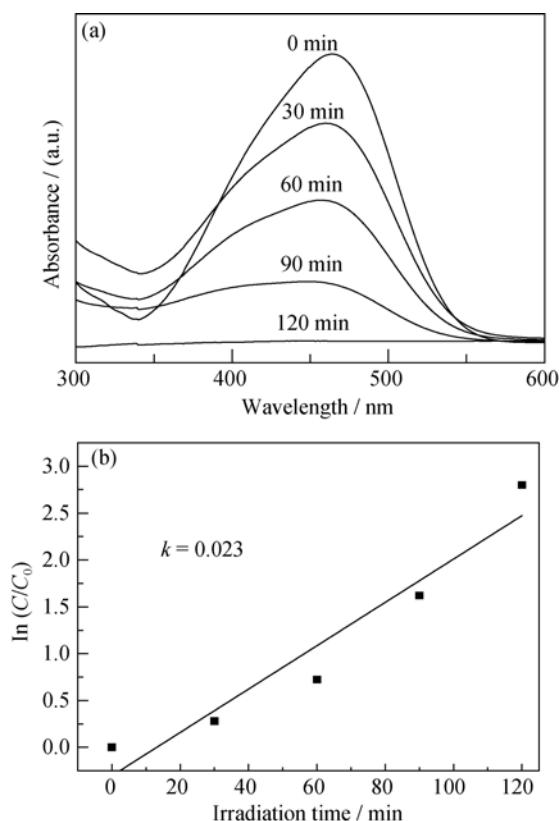 (a)
0 min
30 min
60 min
90 min
120 min
Absorbance / (a.u.)
300 400 500 600
Wavelength / nm
(b)
3.0
2.5
2.0
1.5
1.0
0.5
0.0
k = 0.023
In (C/C₀)
0 20 40 60 80 100 120
Irradiation time / min